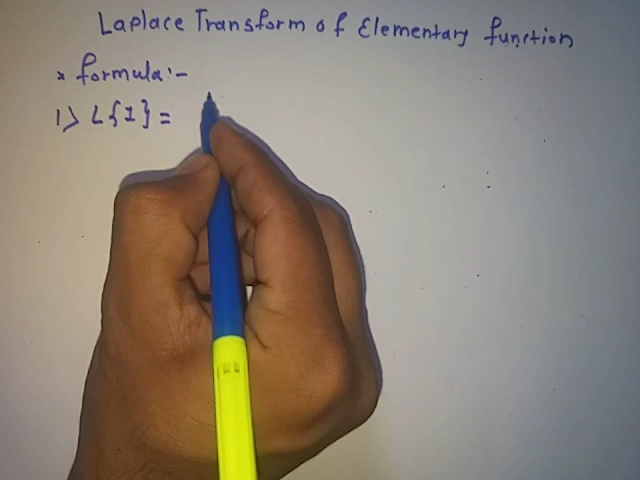 Laplace Transform of Elementary function
* formula:-
1> L{1} =